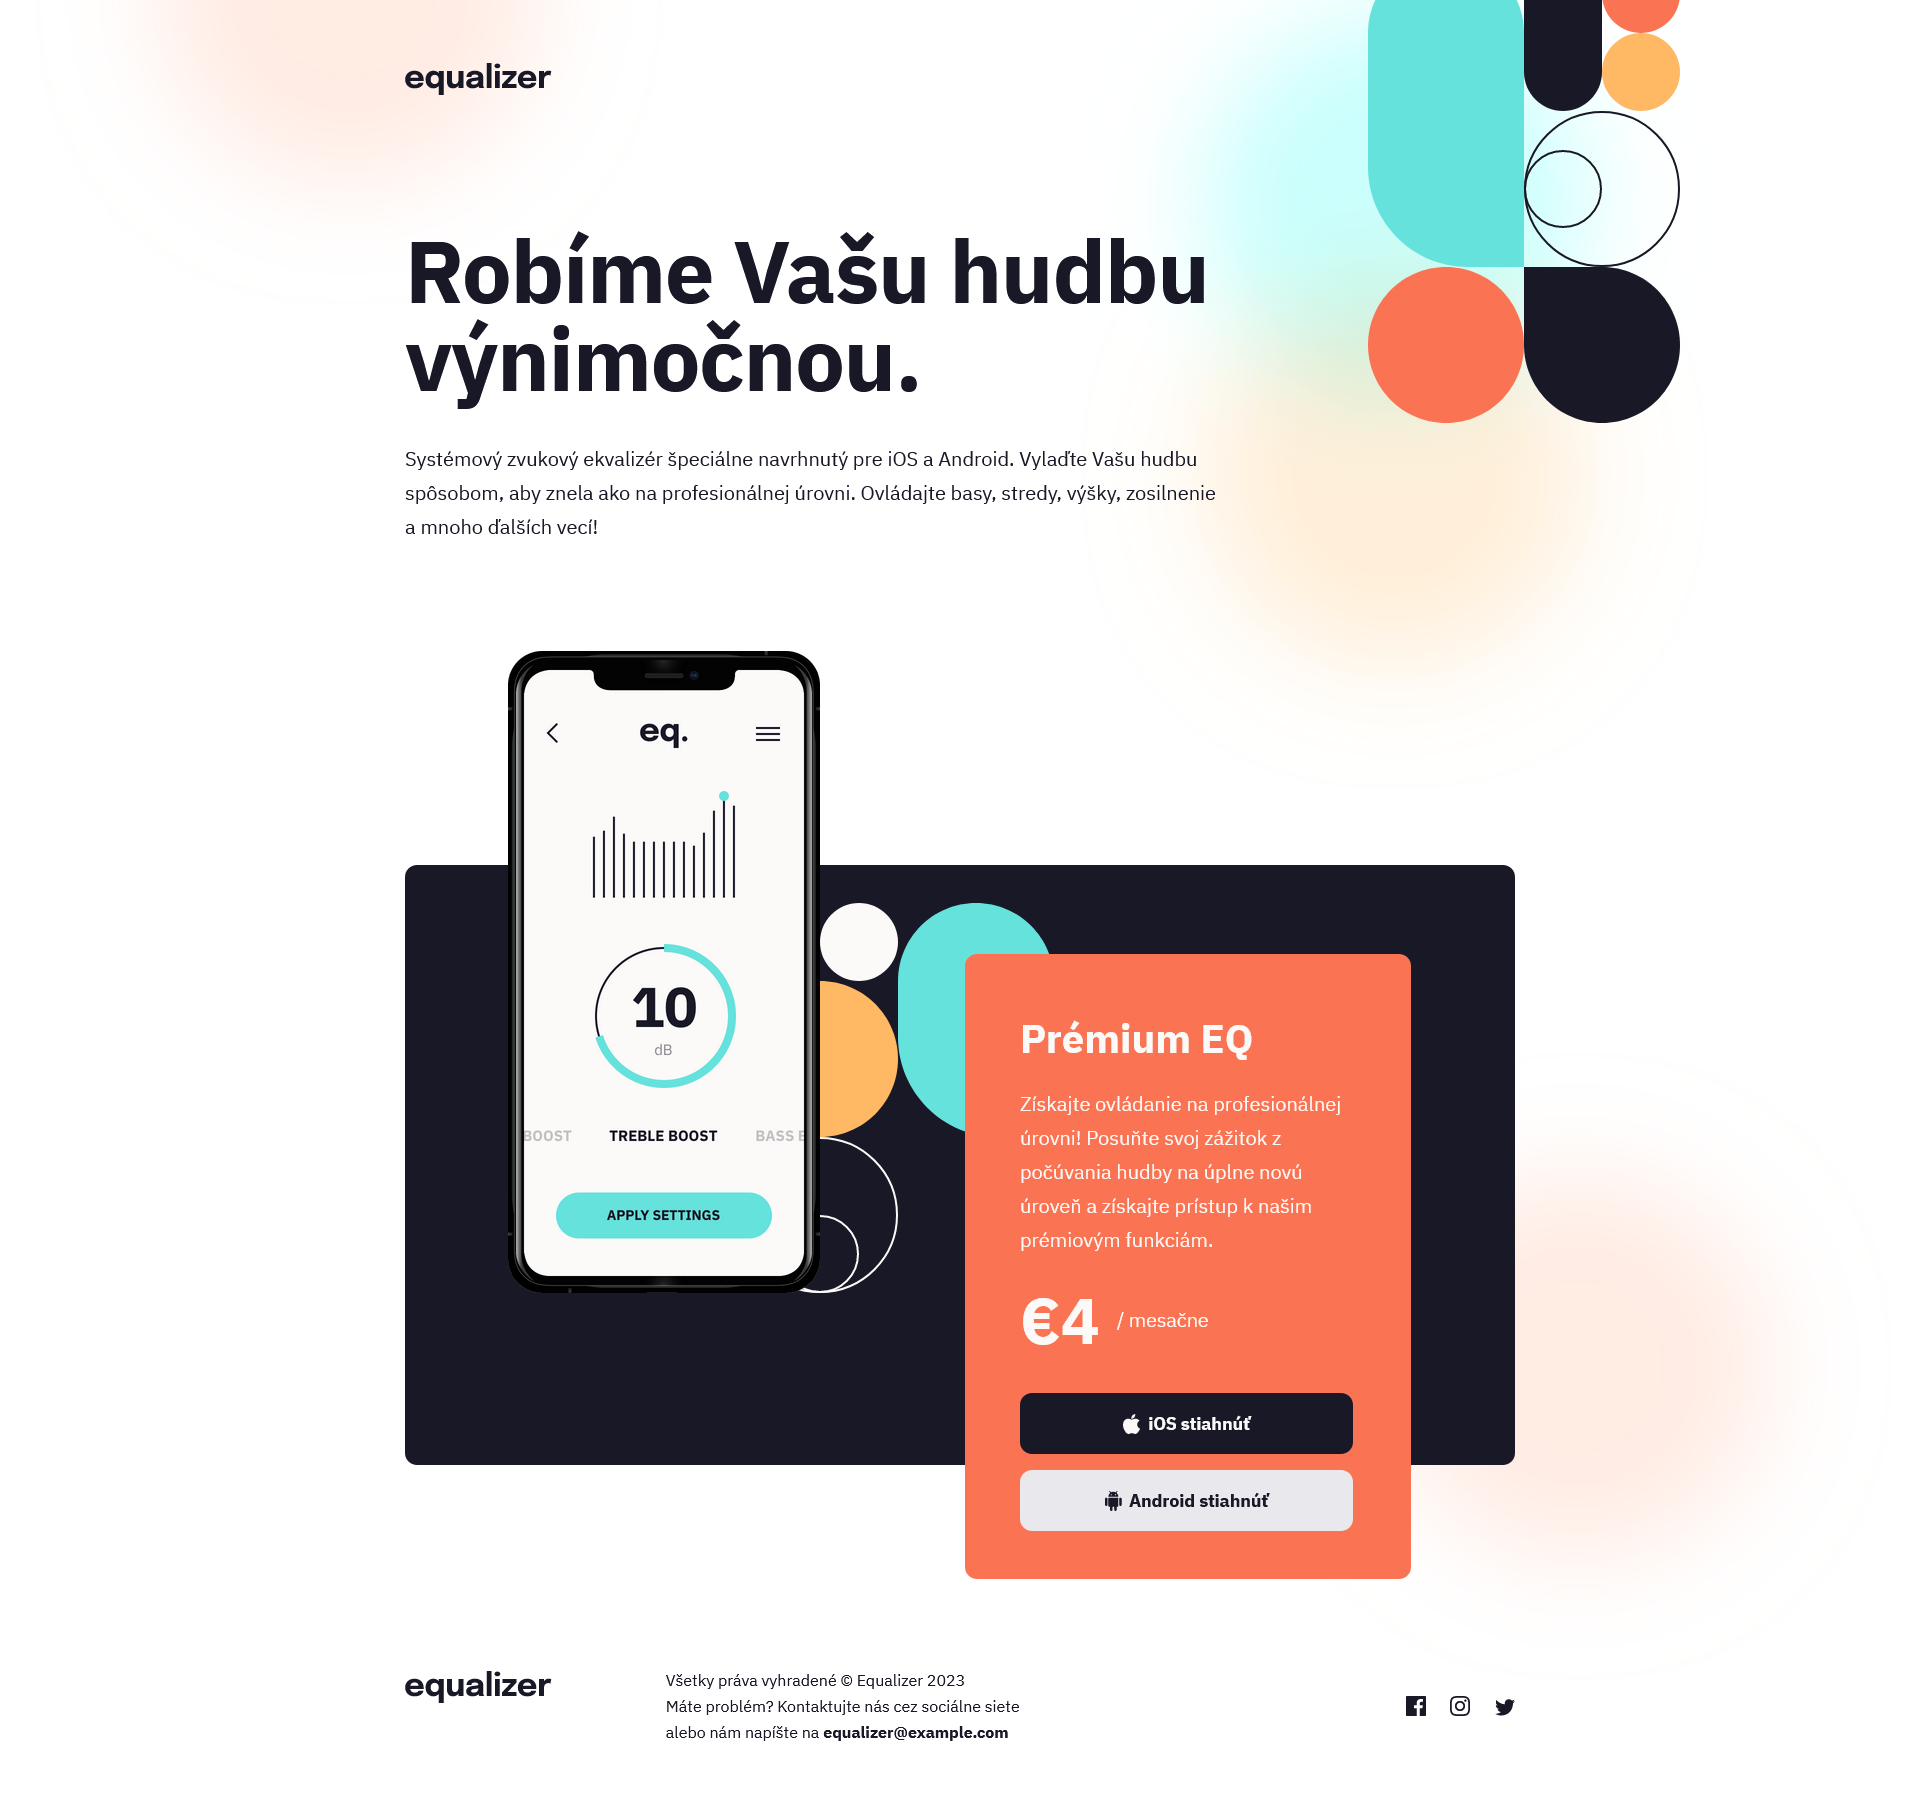 equalizer
Robíme Vašu hudbu
výnimočnou.
Systémový zvukový ekvalizér špeciálne navrhnutý pre iOS a Android. Vylaďte Vašu hudbu
spôsobom, aby znela ako na profesionálnej úrovni. Ovládajte basy, stredy, výšky, zosilnenie
a mnoho ďalších vecí!
eq.
10
dB
BOOST TREBLE BOOST BASS
APPLY SETTINGS
Prémium EQ
Získajte ovládanie na profesionálnej
úrovni! Posuňte svoj zážitok z
počúvania hudby na úplne novú
úroveň a získajte prístup k našim
prémiovým funkciám.
€4 / mesačne
iOS stiahnúť
Android stiahnúť
equalizer
Všetky práva vyhradené © Equalizer 2023
Máte problém? Kontaktujte nás cez sociálne siete
alebo nám napíšte na equalizer@example.com